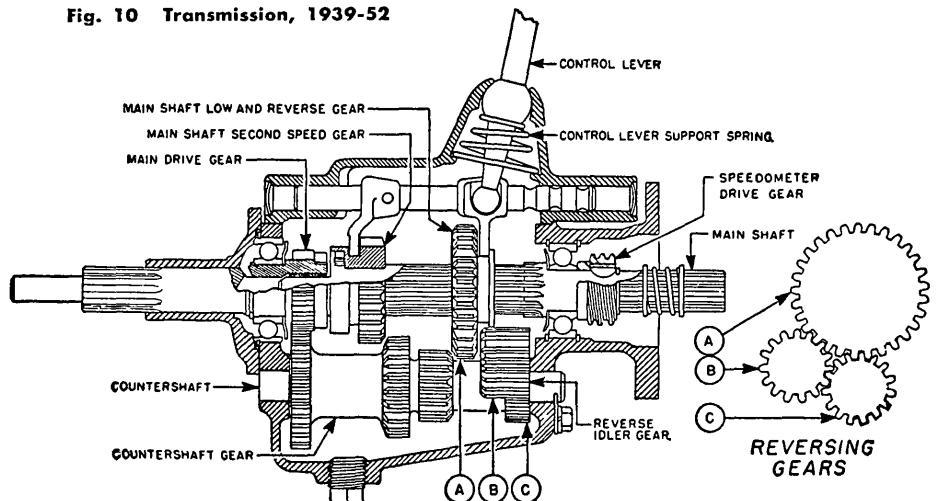 Fig. 10 Transmission, 1939-52
CONTROL LEVER
MAIN SHAFT LOW AND REVERSE GEAR
MAIN SHAFT SECOND SPEED GEAR
CONTROL LEVER SUPPORT SPRING
MAIN DRIVE GEAR
SPEEDOMETER
DRIVE GEAR
MAIN SHAFT
A
B
C
COUNTERSHAFT
COUNTERSHAFT GEAR
REVERSE
IDLER GEAR
A
B
C
REVERSING
GEARS